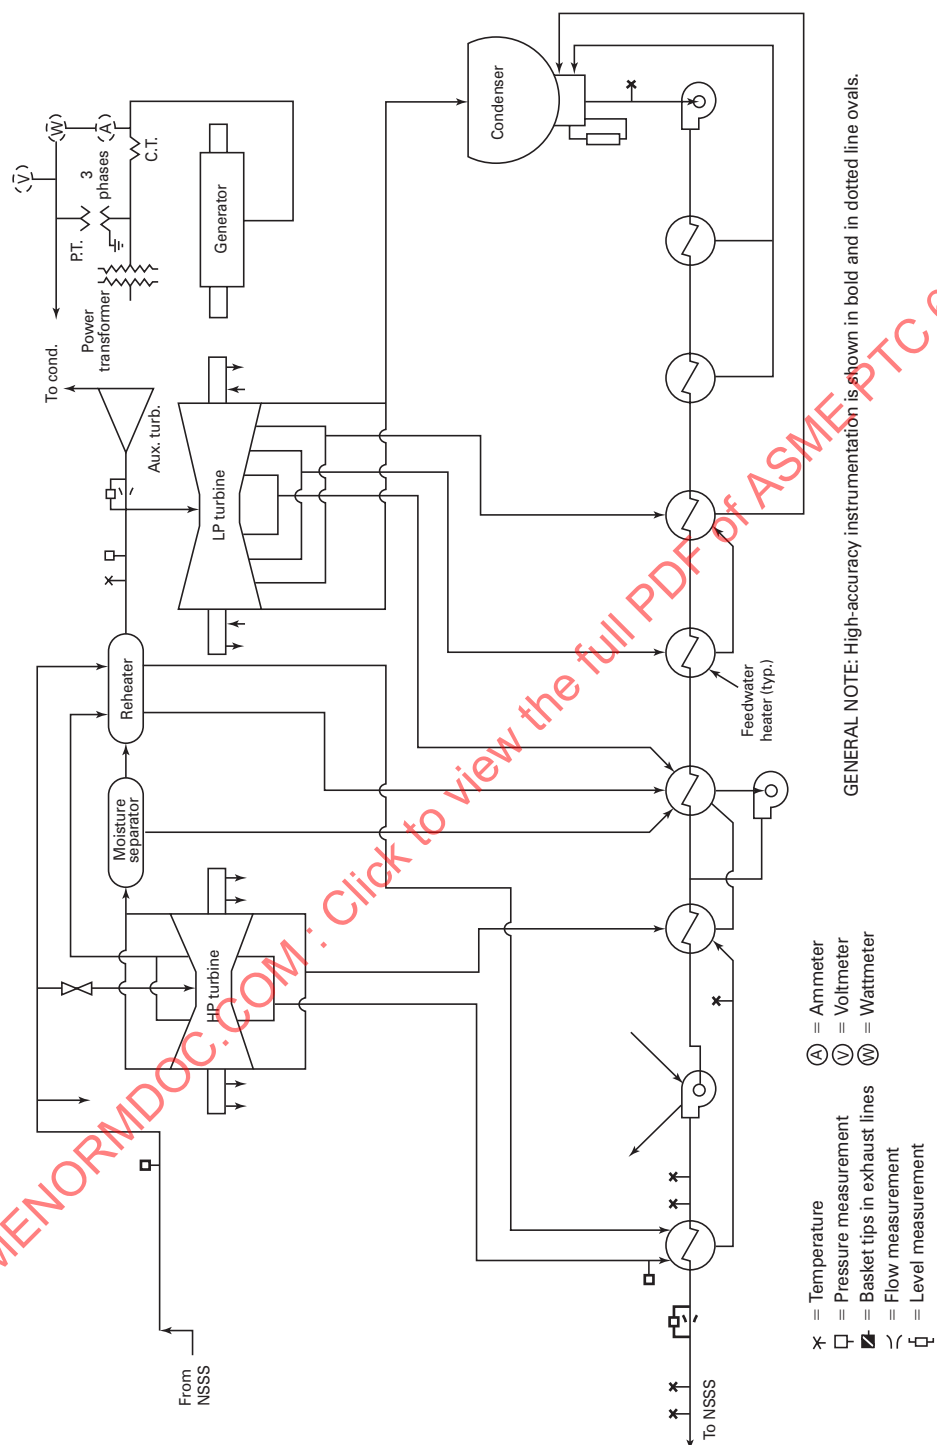 To cond.
Power
transformer
P.T.
3
phases
V
W
A
C.T.
Generator
Aux. turb.
LP turbine
Condenser
Reheater
Moisture
separator
HP turbine
From
NSSS
To NSSS
Feedwater
heater (typ.)
GENERAL NOTE: High-accuracy instrumentation is shown in bold and in dotted line ovals.
= Temperature
= Pressure measurement
= Basket tips in exhaust lines
= Flow measurement
= Level measurement
A = Ammeter
V = Voltmeter
W = Wattmeter
MENORMDOC.COM : Click to view the full PDF of ASME PTC